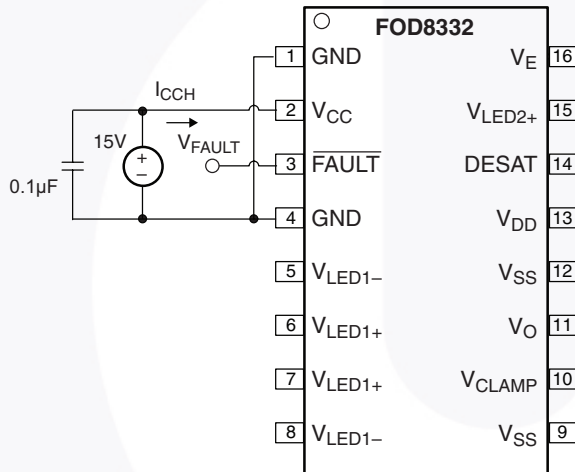 FOD8332
1 GND V_E 16
I_CCH
2 V_CC V_LED2+ 15
15V + − V_FAULT
3 F̅A̅U̅L̅T̅ DESAT 14
0.1µF
4 GND V_DD 13
5 V_LED1− V_SS 12
6 V_LED1+ V_O 11
7 V_LED1+ V_CLAMP 10
8 V_LED1− V_SS 9